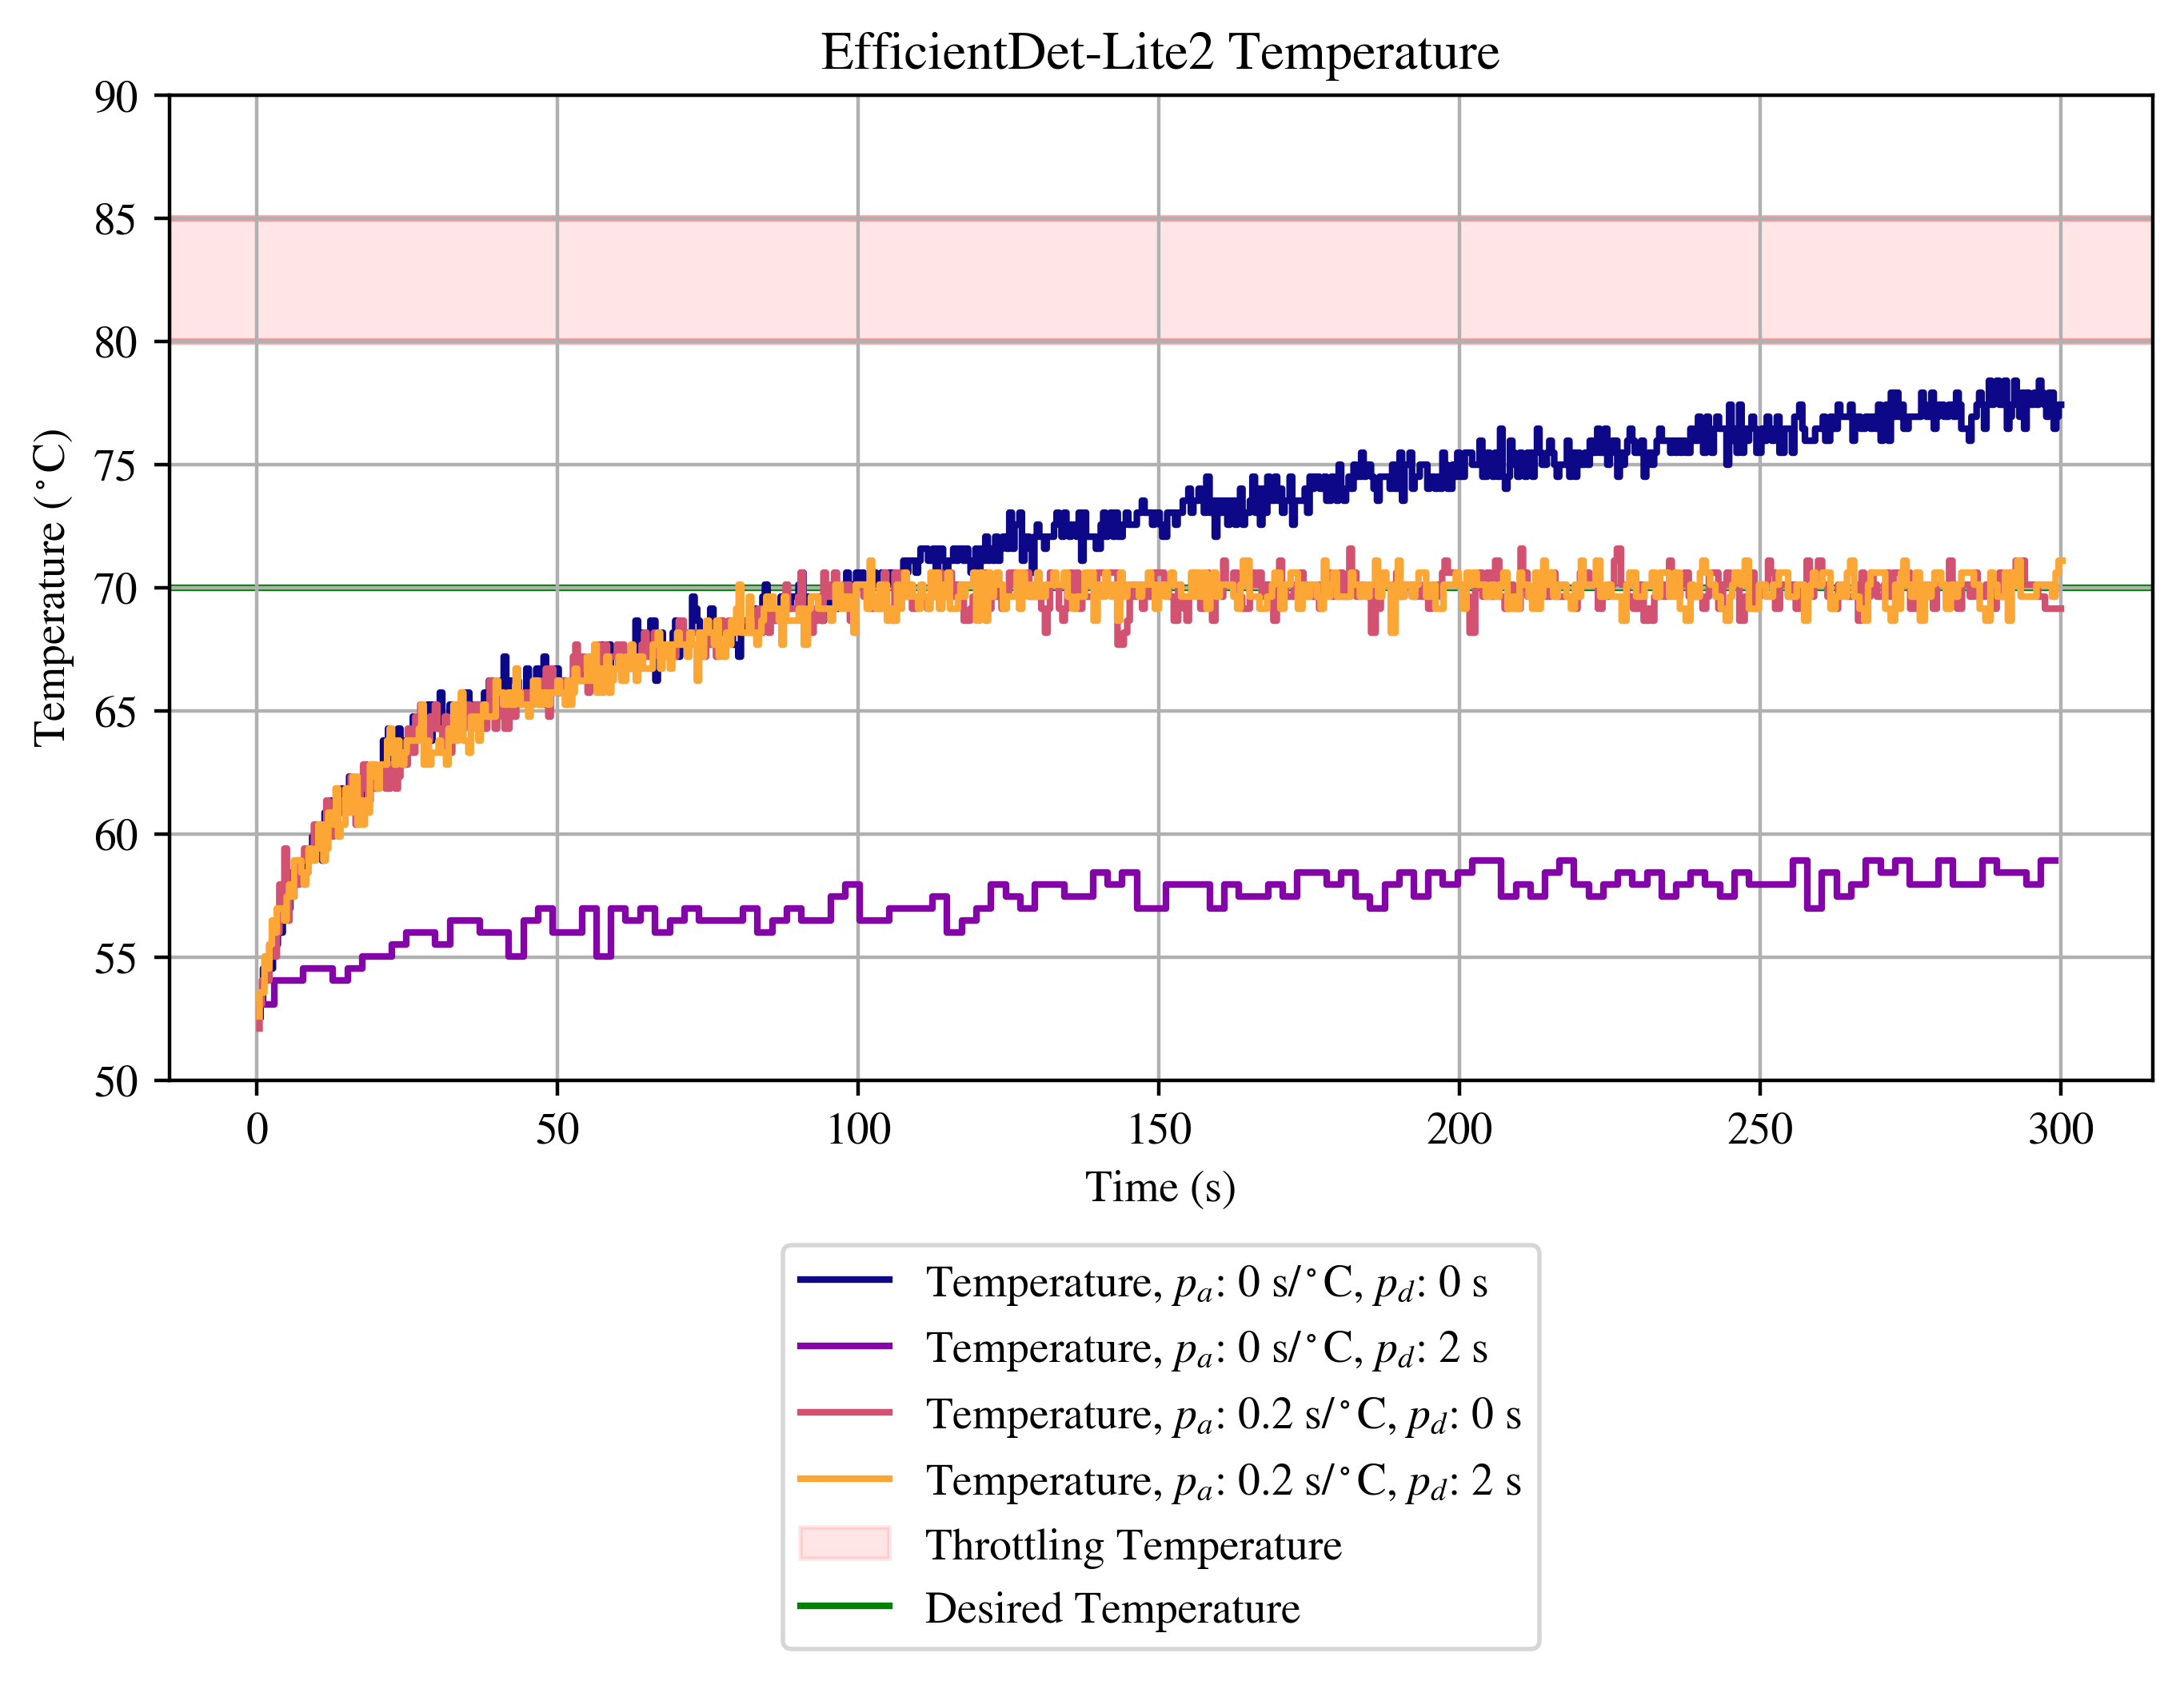 EfficientDet-Lite2 Temperature
90
85
80
75
70
65
60
55
50
Temperature (°C)
0 50 100 150 200 250 300
Time (s)
Temperature, pa: 0 s/°C, pd: 0 s
Temperature, pa: 0 s/°C, pd: 2 s
Temperature, pa: 0.2 s/°C, pd: 0 s
Temperature, pa: 0.2 s/°C, pd: 2 s
Throttling Temperature
Desired Temperature